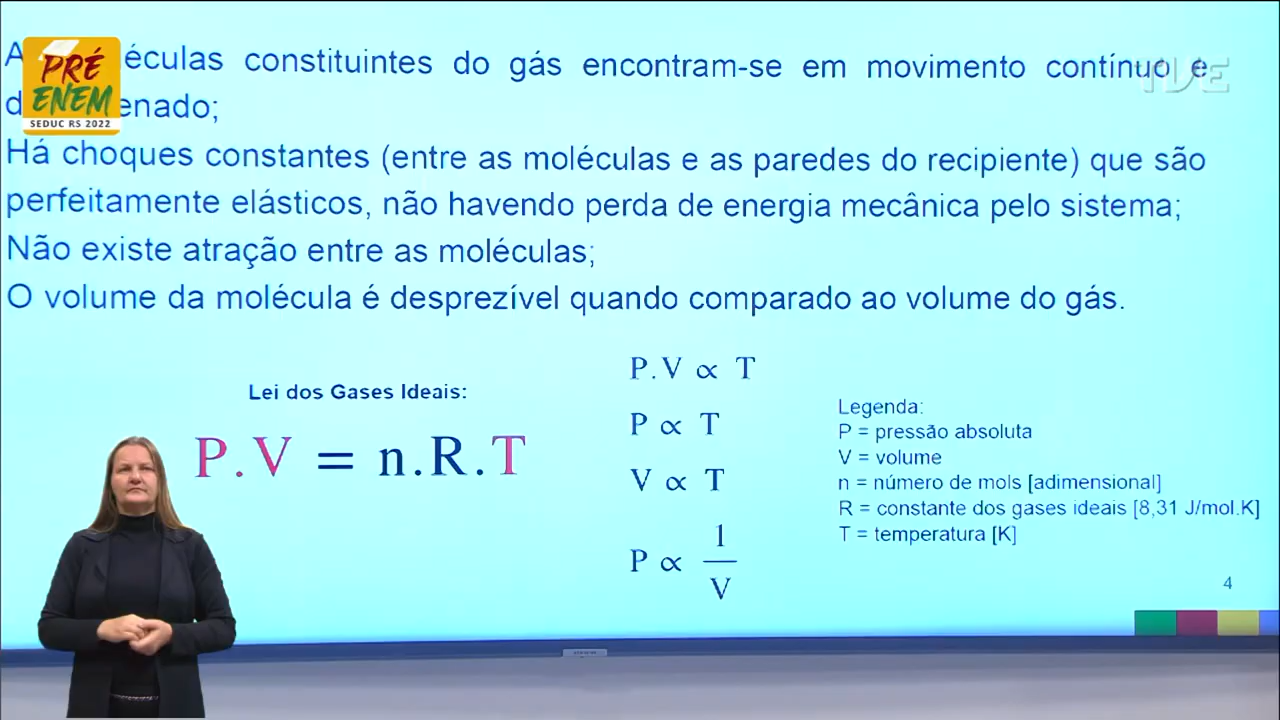 A éculas constituintes do gás encontram-se em movimento contínuo e
d enado;
Há choques constantes (entre as moléculas e as paredes do recipiente) que são
perfeitamente elásticos, não havendo perda de energia mecânica pelo sistema;
Não existe atração entre as moléculas;
O volume da molécula é desprezível quando comparado ao volume do gás.
PRÉ
ENEM
SEDUC RS 2022
TVE
Lei dos Gases Ideais:
P.V = n.R.T
P.V ∝ T
P ∝ T
V ∝ T
P ∝ 1/V
Legenda:
P = pressão absoluta
V = volume
n = número de mols [adimensional]
R = constante dos gases ideais [8,31 J/mol.K]
T = temperatura [K]
4